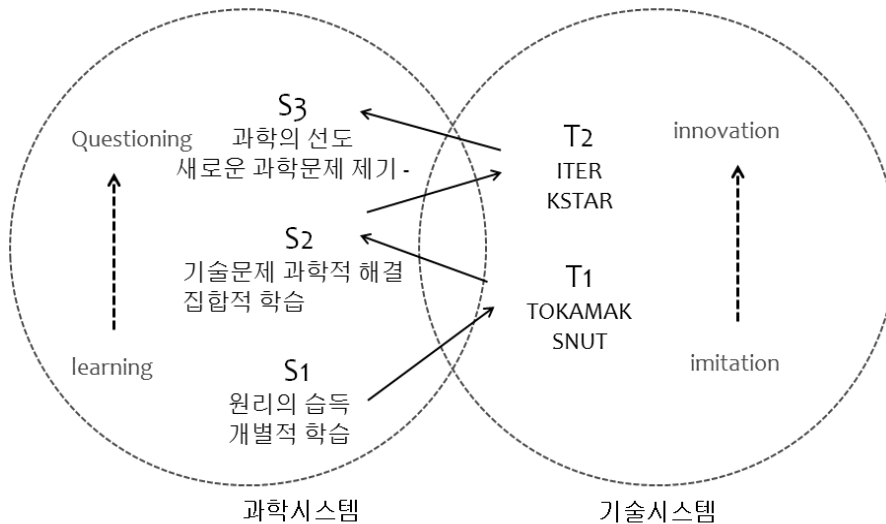 S3
과학의 선도
새로운 과학문제 제기 -
Questioning
S2
기술문제 과학적 해결
집합적 학습
learning
S1
원리의 습득
개별적 학습
과학시스템
T2
ITER
KSTAR
innovation
T1
TOKAMAK
SNUT
imitation
기술시스템